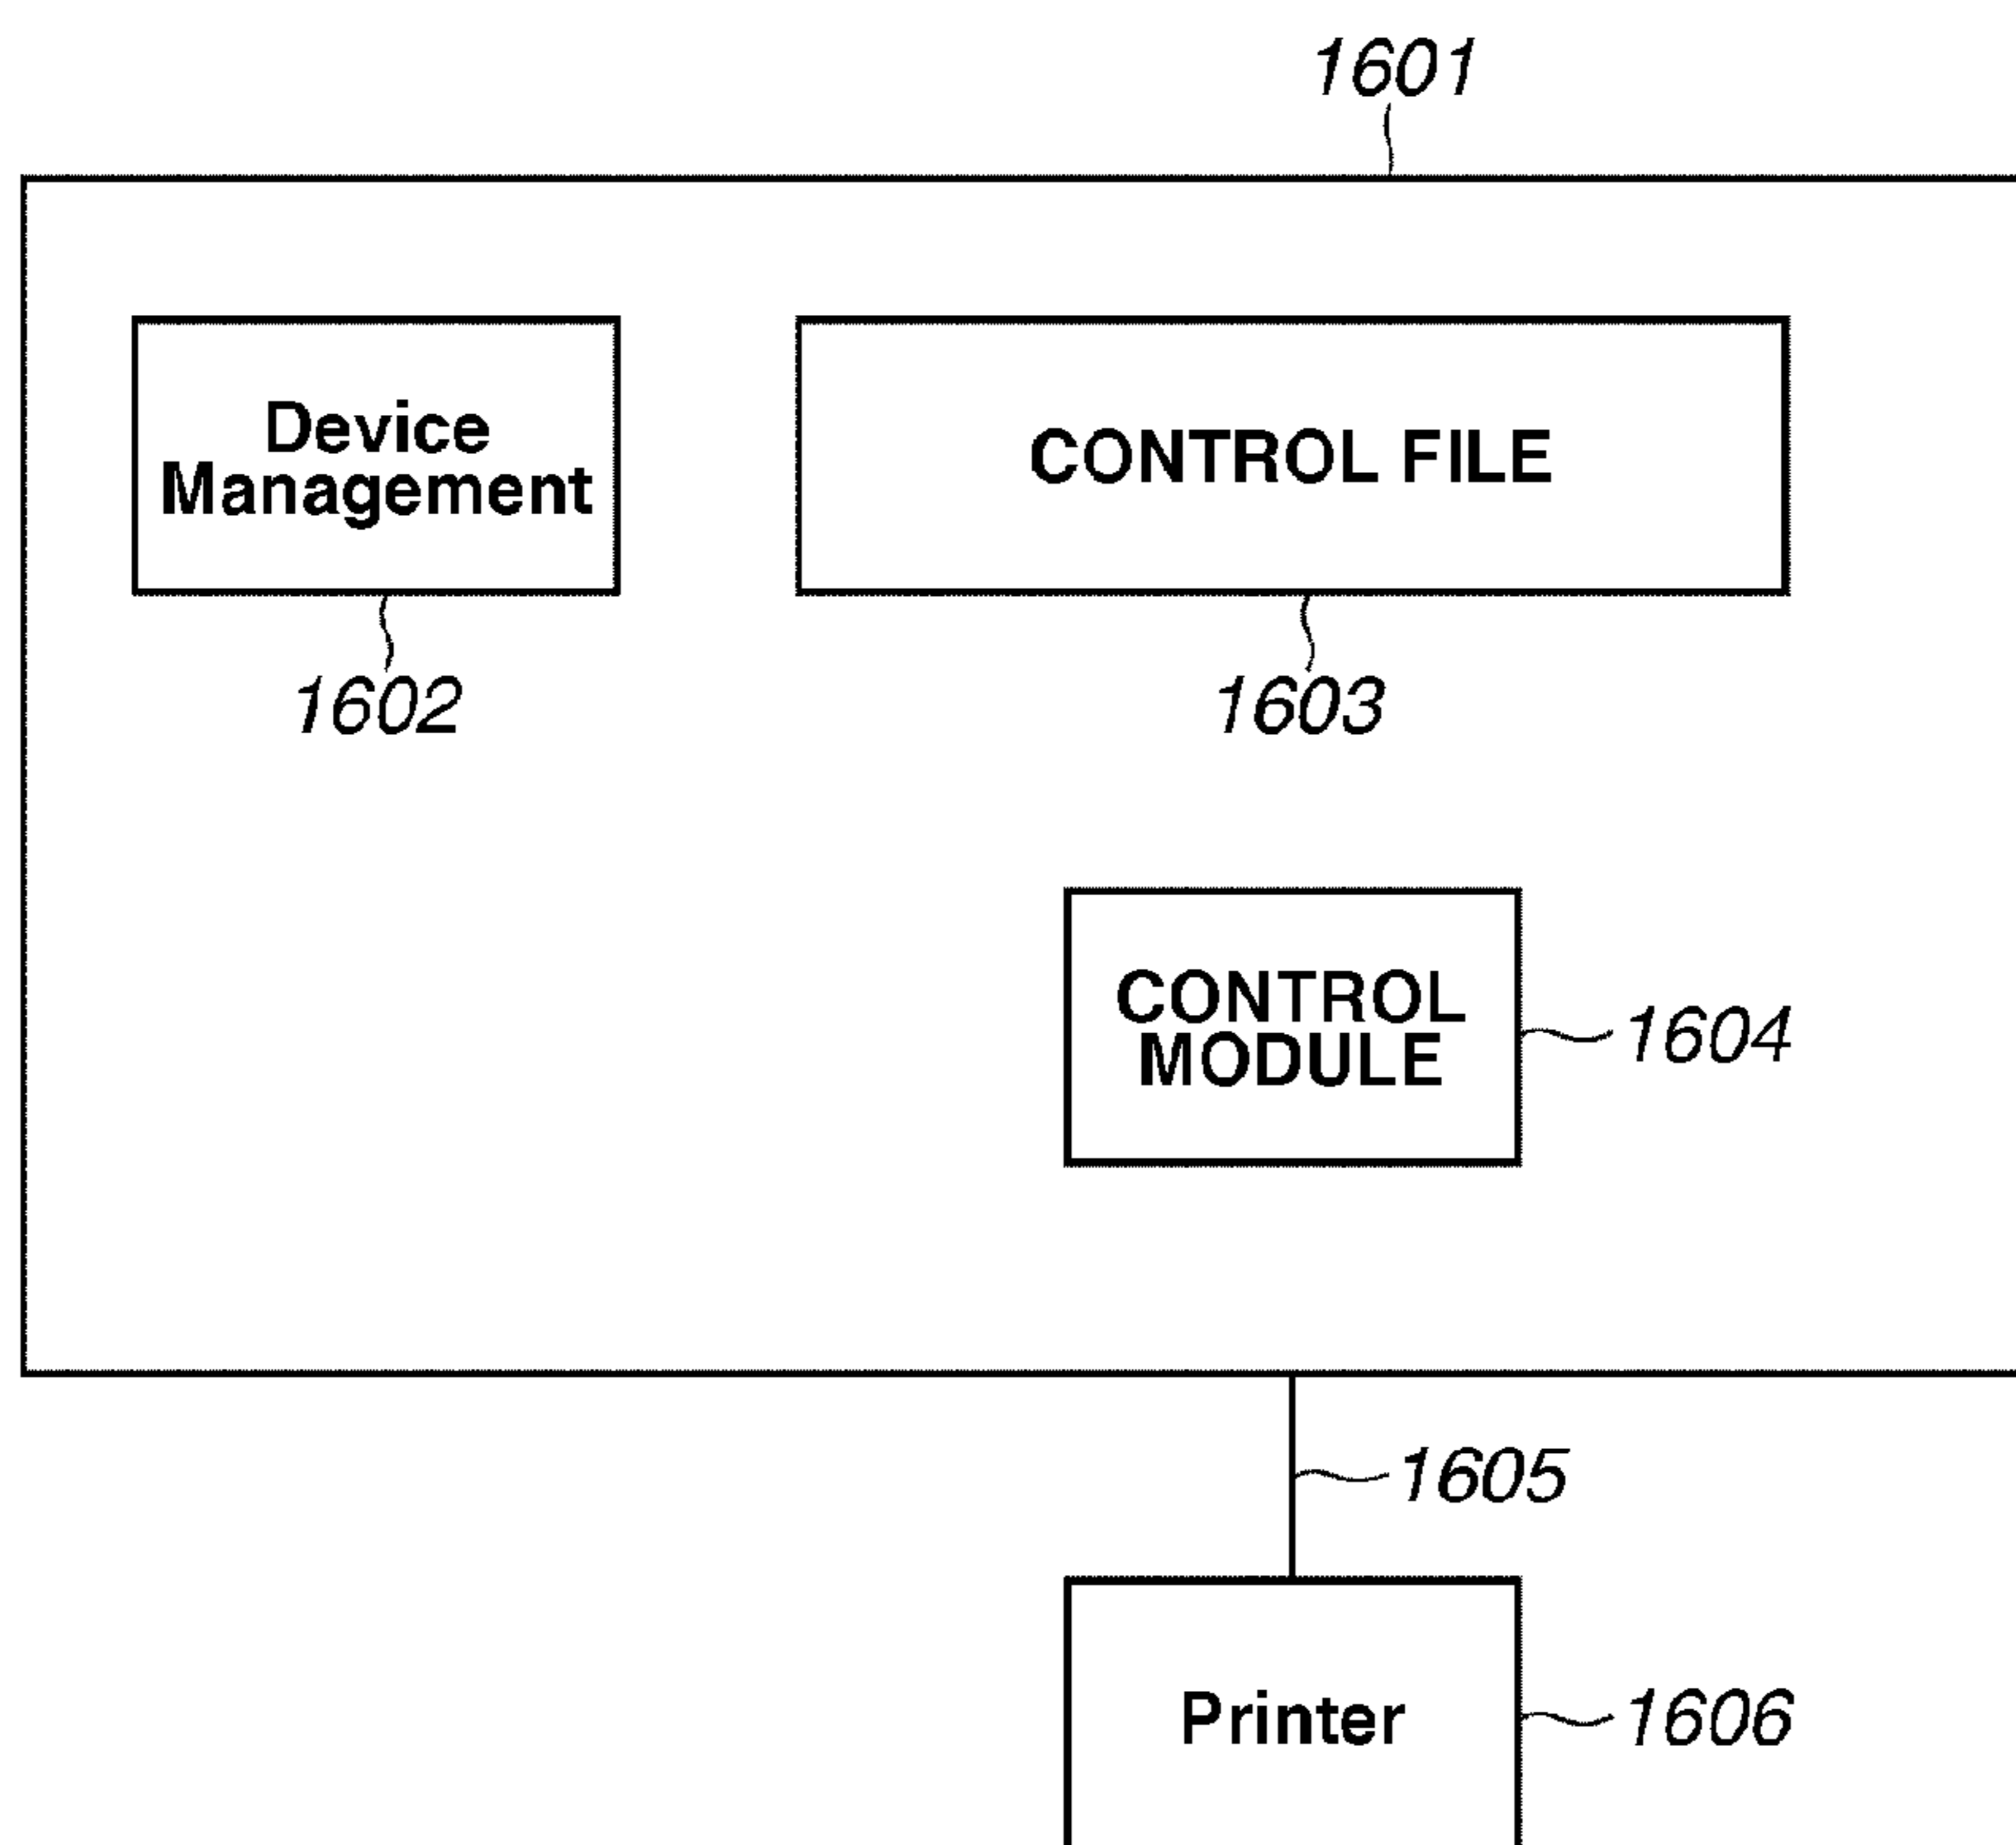 1601
Device
Management
CONTROL FILE
1602
1603
CONTROL
MODULE
1604
1605
Printer
1606